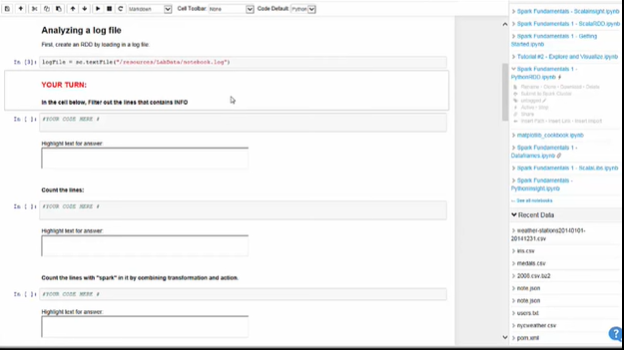 Markdown
Cell Toolbar: None
Code Default: Python
Analyzing a log file
First, create an RDD by loading in a log file:
In [3]: logFile = sc.textFile("/resources/LabData/notebook.log")
YOUR TURN:
In the cell below, Filter out the lines that contains INFO
In [ ]: #YOUR CODE HERE #
Highlight text for answer:
Count the lines:
In [ ]: #YOUR CODE HERE #
Highlight text for answer:
Count the lines with "spark" in it by combining transformation and action.
In [ ]: #YOUR CODE HERE #
Highlight text for answer:
Spark Fundamentals - ScalaInsight.ipynb
Spark Fundamentals 1 - ScalaRDD.ipynb
Spark Fundamentals 1 - Getting
Started.ipynb
Tutorial #2 - Explore and Visualize.ipynb
Spark Fundamentals 1 -
PythonRDD.ipynb
matplotlib_cookbook.ipynb
Spark Fundamentals 1 -
Dataframes.ipynb
Spark Fundamentals 1 - ScalaLibs.ipynb
Spark Fundamentals -
PythonInsight.ipynb
Recent Data
weather-stations20140101-
20141231.csv
iris.csv
medals.csv
2008.csv.bz2
note.json
note.json
users.txt
nycweather.csv
pom.xml
?